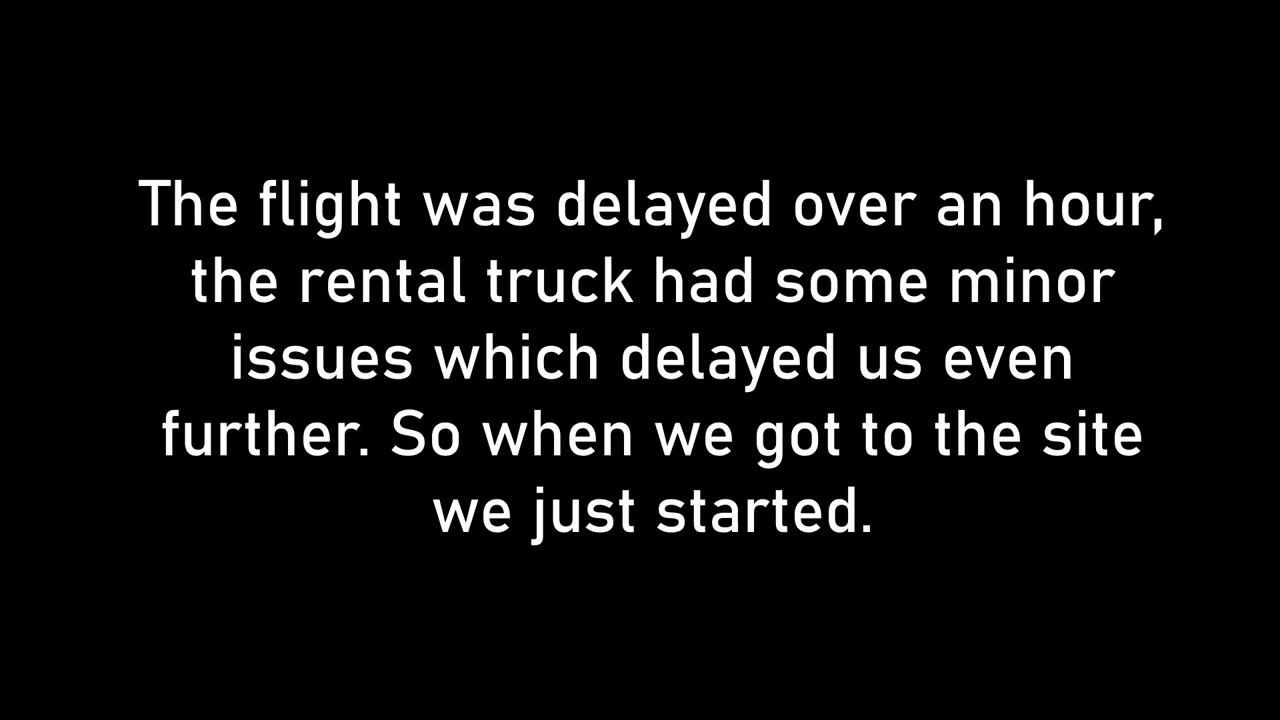 The flight was delayed over an hour,
the rental truck had some minor
issues which delayed us even
further. So when we got to the site
we just started.